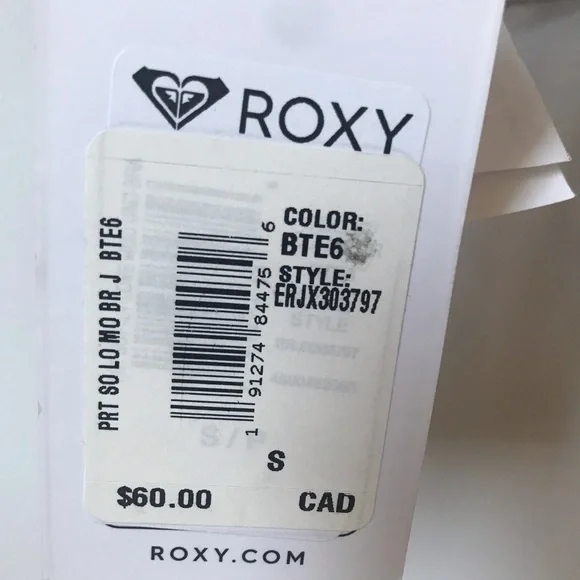 ROXY
PRT SO LO MO BR J BTE6
COLOR:
BTE6
STYLE:
ERJX303797
1 91274 84475 6
STYLE
S / P
S
$60.00 CAD
ROXY.COM